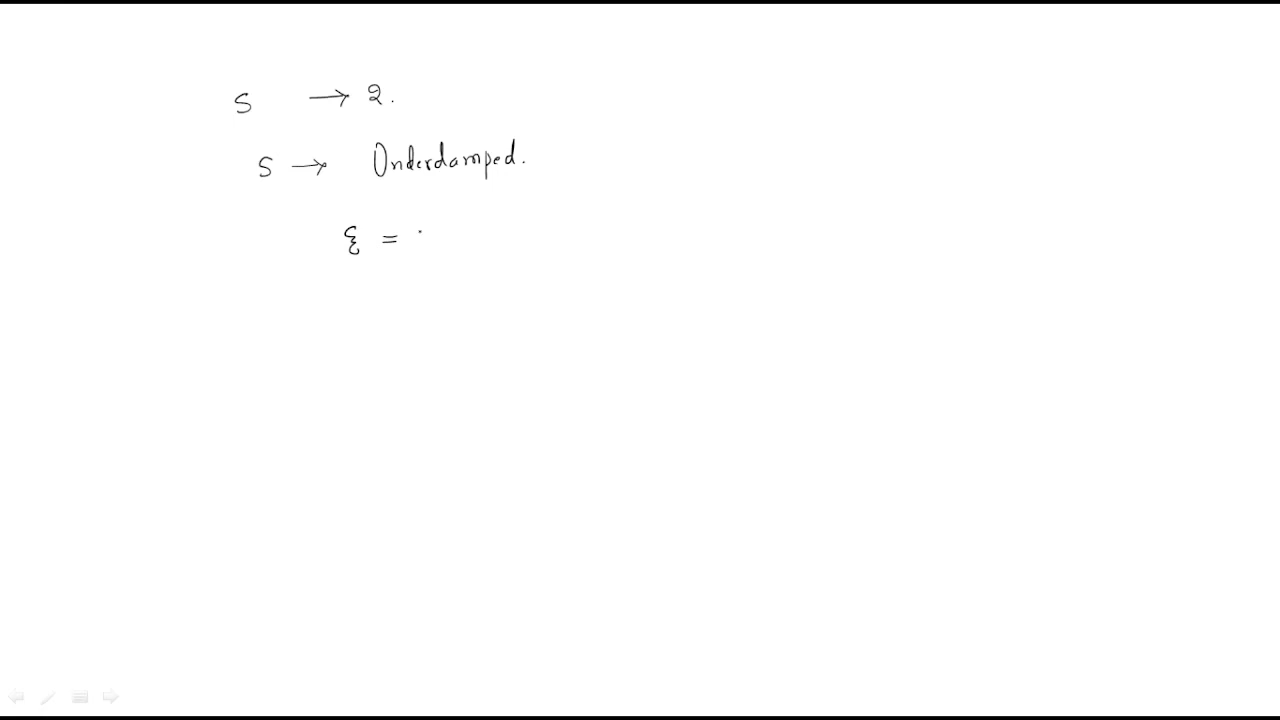 S → 2.
S → Underdamped.
ξ =